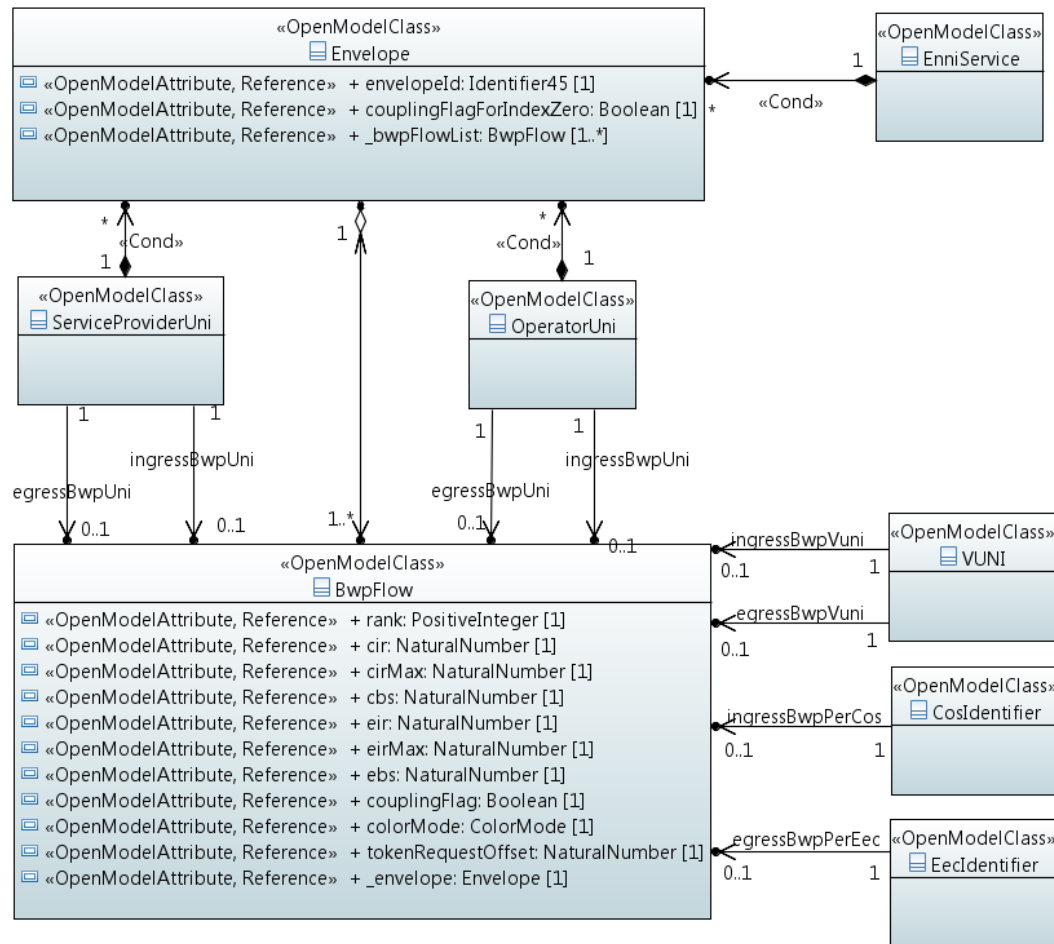 «OpenModelClass»
Envelope
«OpenModelAttribute, Reference» + envelopeId: Identifier45 [1]
«OpenModelAttribute, Reference» + couplingFlagForIndexZero: Boolean [1]
«OpenModelAttribute, Reference» + _bwpFlowList: BwpFlow [1..*]
«OpenModelClass»
EnniService
1
*
«Cond»
*
«Cond»
1
1
*
«Cond»
1
«OpenModelClass»
ServiceProviderUni
«OpenModelClass»
OperatorUni
1
1
ingressBwpUni
egressBwpUni
0..1
0..1
1..*
1
1
ingressBwpUni
egressBwpUni
0..1
0..1
«OpenModelClass»
BwpFlow
«OpenModelAttribute, Reference» + rank: PositiveInteger [1]
«OpenModelAttribute, Reference» + cir: NaturalNumber [1]
«OpenModelAttribute, Reference» + cirMax: NaturalNumber [1]
«OpenModelAttribute, Reference» + cbs: NaturalNumber [1]
«OpenModelAttribute, Reference» + eir: NaturalNumber [1]
«OpenModelAttribute, Reference» + eirMax: NaturalNumber [1]
«OpenModelAttribute, Reference» + ebs: NaturalNumber [1]
«OpenModelAttribute, Reference» + couplingFlag: Boolean [1]
«OpenModelAttribute, Reference» + colorMode: ColorMode [1]
«OpenModelAttribute, Reference» + tokenRequestOffset: NaturalNumber [1]
«OpenModelAttribute, Reference» + _envelope: Envelope [1]
ingressBwpVuni
0..1
1
egressBwpVuni
0..1
1
«OpenModelClass»
VUNI
ingressBwpPerCos
0..1
1
«OpenModelClass»
CosIdentifier
egressBwpPerEec
0..1
1
«OpenModelClass»
EecIdentifier